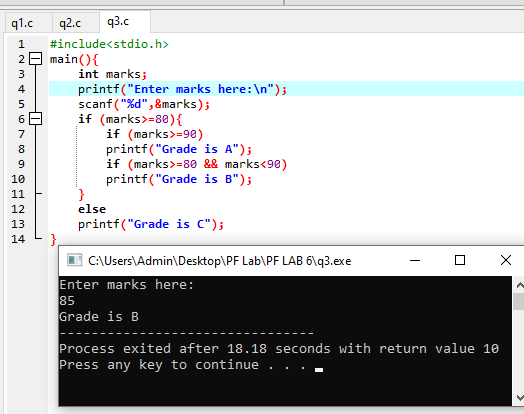 q1.c q2.c q3.c
1 #include<stdio.h>
2 main(){
3 int marks;
4 printf("Enter marks here:\n");
5 scanf("%d",&marks);
6 if (marks>=80){
7 if (marks>=90)
8 printf("Grade is A");
9 if (marks>=80 && marks<90)
10 printf("Grade is B");
11 }
12 else
13 printf("Grade is C");
14 }
C:\Users\Admin\Desktop\PF Lab\PF LAB 6\q3.exe
Enter marks here:
85
Grade is B
--------------------------------
Process exited after 18.18 seconds with return value 10
Press any key to continue . . .